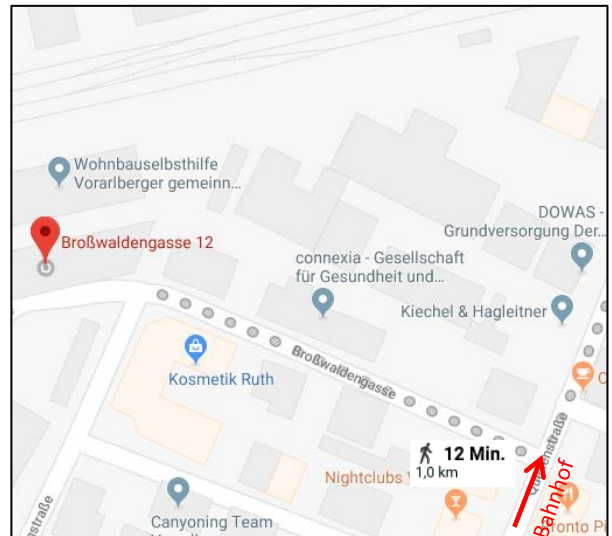 Wohnbauselbsthilfe
Vorarlberger gemeinn...
DOWAS -
Grundversorgung Der...
Broßwaldengasse 12
connexia - Gesellschaft
für Gesundheit und...
Kiechel & Hagleitner
Kosmetik Ruth
Broßwaldengasse
12 Min.
1,0 km
Nightclubs
Bahnhof
Canyoning Team